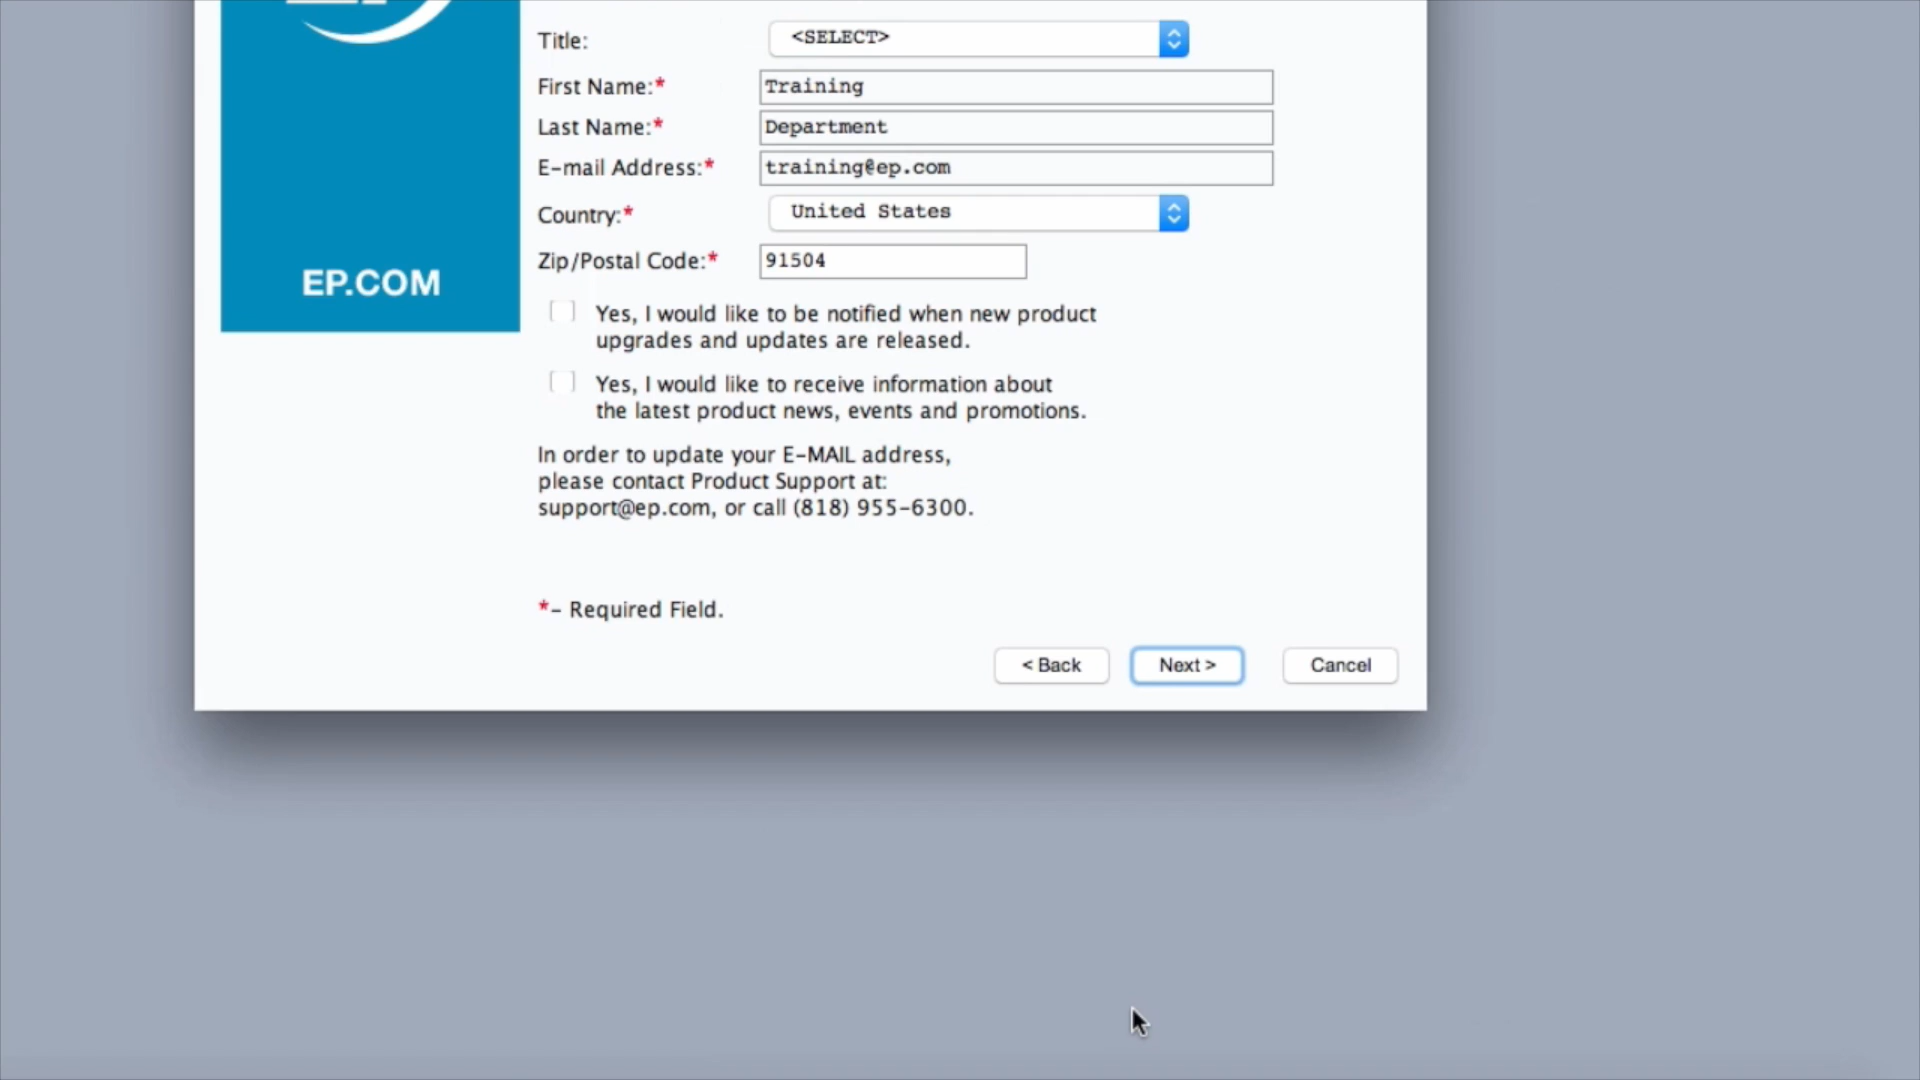 Title: <SELECT>
First Name:* Training
Last Name:* Department
E-mail Address:* training@ep.com
Country:* United States
Zip/Postal Code:* 91504
EP.COM
Yes, I would like to be notified when new product
upgrades and updates are released.
Yes, I would like to receive information about
the latest product news, events and promotions.
In order to update your E-MAIL address,
please contact Product Support at:
support@ep.com, or call (818) 955-6300.
*- Required Field.
< Back Next > Cancel